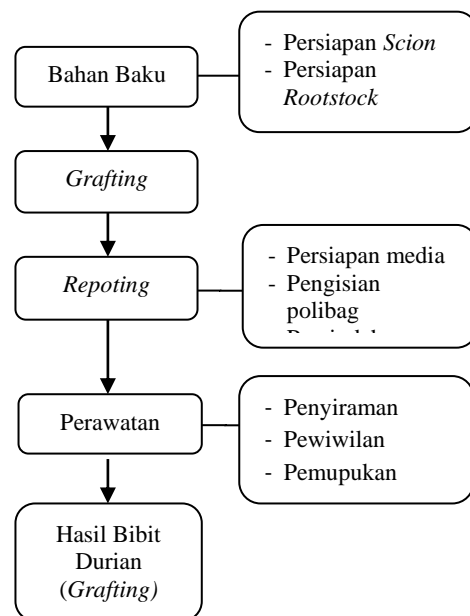 Bahan Baku
- Persiapan Scion
- Persiapan
Rootstock
Grafting
Repoting
- Persiapan media
- Pengisian
polibag
Perawatan
- Penyiraman
- Pewiwilan
- Pemupukan
Hasil Bibit
Durian
(Grafting)